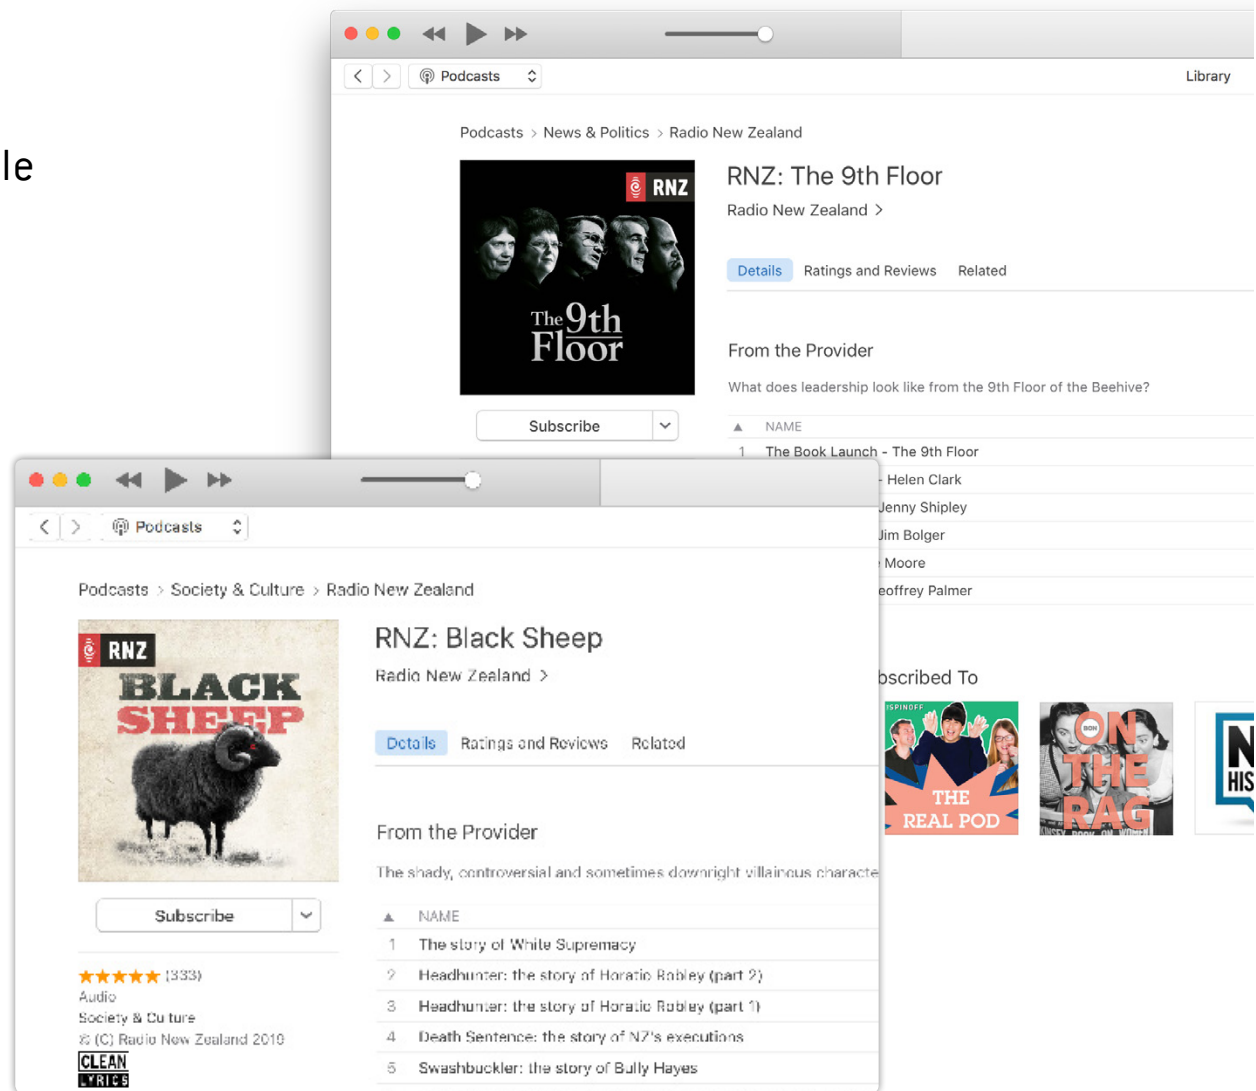 le
Podcasts
Library
Podcasts > News & Politics > Radio New Zealand
RNZ
The 9th
Floor
RNZ: The 9th Floor
Radio New Zealand >
Details Ratings and Reviews Related
From the Provider
What does leadership look like from the 9th Floor of the Beehive?
Subscribe
NAME
1 The Book Launch - The 9th Floor
- Helen Clark
Jenny Shipley
Jim Bolger
Moore
eoffrey Palmer
bscribed To
ISPINOFF
THE
REAL POD
ON
THE
RAG
N
HIS
Podcasts
Podcasts > Society & Culture > Radio New Zealand
RNZ
BLACK
SHEEP
RNZ: Black Sheep
Radio New Zealand >
Details Ratings and Reviews Related
From the Provider
The shady, controversial and sometimes downright villainous characte
Subscribe
NAME
1 The story of White Supremacy
2 Headhunter: the story of Horatio Robley (part 2)
3 Headhunter: the story of Horatio Robley (part 1)
4 Death Sentence: the story of NZ's executions
5 Swashbuckler: the story of Bully Hayes
(333)
Audio
Society & Culture
© (C) Radio New Zealand 2019
CLEAN
LYRICS